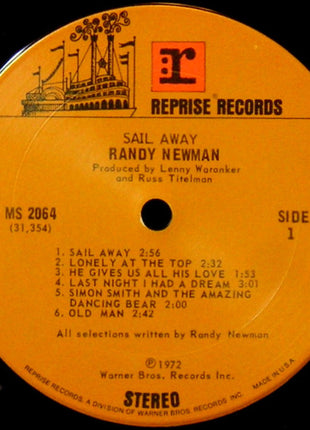 r
REPRISE® RECORDS
SAIL AWAY
RANDY NEWMAN
Produced by Lenny Waronker
and Russ Titelman
MS 2064
(31,354)
SIDE
1
1. SAIL AWAY 2:56
2. LONELY AT THE TOP 2:32
3. HE GIVES US ALL HIS LOVE 1:53
4. LAST NIGHT I HAD A DREAM 3:01
5. SIMON SMITH AND THE AMAZING
DANCING BEAR 2:00
6. OLD MAN 2:42
All selections written by Randy Newman
℗1972
Warner Bros. Records Inc.
STEREO
REPRISE RECORDS, A DIVISION OF WARNER BROS. RECORDS INC. MADE IN U.S.A.